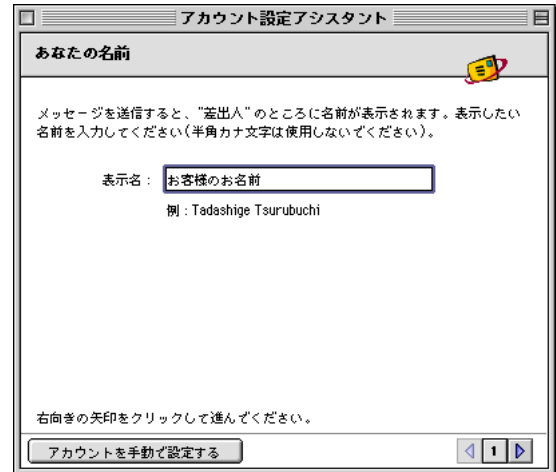 アカウント設定アシスタント
あなたの名前
メッセージを送信すると、"差出人"のところに名前が表示されます。表示したい
名前を入力してください(半角カナ文字は使用しないでください)。
表示名: お客様のお名前
例: Tadashige Tsurubuchi
右向きの矢印をクリックして進んでください。
アカウントを手動で設定する 1